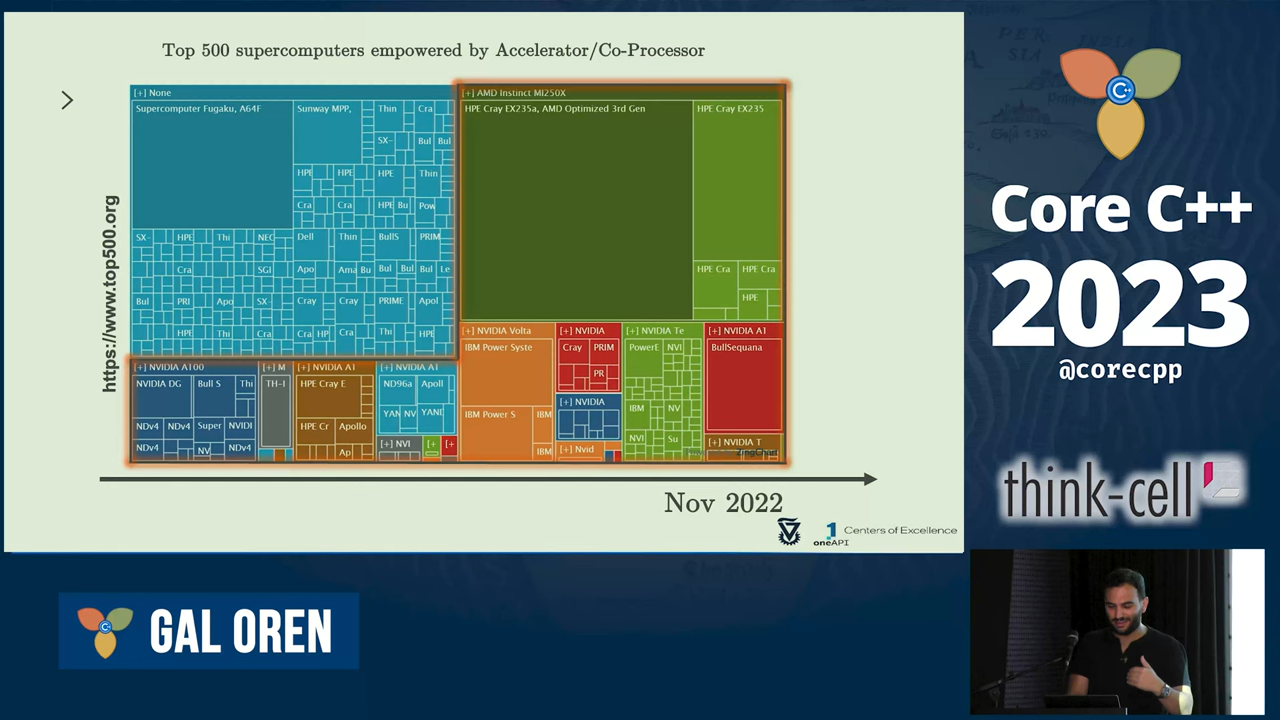 Top 500 supercomputers empowered by Accelerator/Co-Processor
https://www.top500.org
[+] None
Supercomputer Fugaku, A64F
Sunway MPP,
Thin
Cra
SX-
Bul
Bul
HPE
HPE
HPE
Thin
Cra
Cra
HPE
Bu
Pow
SX-
HPE
Thi
NEC
Dell
Thin
BullS
PRIM
Cra
SGI
Apo
Ama
Bu
Bul
Bul
Bul
Le
Bul
PRI
Apo
SX-
Cray
Cray
PRIME
Apol
HPE
Thi
Cra
Cra
HP
Cra
Thi
HPE
[+] AMD Instinct MI250X
HPE Cray EX235a, AMD Optimized 3rd Gen
HPE Cray EX235
HPE Cra
HPE Cra
HPE
[+] NVIDIA A100
NVIDIA DG
Bull S
Thi
NDv4
NDv4
Super
NVIDI
NDv4
NV
NDv4
[+] M
TH-I
[+] NVIDIA A1
HPE Cray E
HPE Cr
Apollo
Ap
[+] NVIDIA A1
ND96a
Apoll
YAN
NV
YANE
[+] NVI
[+
[+
[+] NVIDIA Volta
IBM Power Syste
IBM Power S
IBM
IBM
[+] NVIDIA
Cray
PRIM
PR
[+] NVIDIA
[+] Nvid
[+] NVIDIA Te
PowerE
NVI
IBM
NV
NVI
Su
[+] NVIDIA A1
BullSequana
[+] NVIDIA T
Nov 2022
oneAPI
1 Centers of Excellence
C++
Core C++
2023
@corecpp
think-cell
C++
GAL OREN